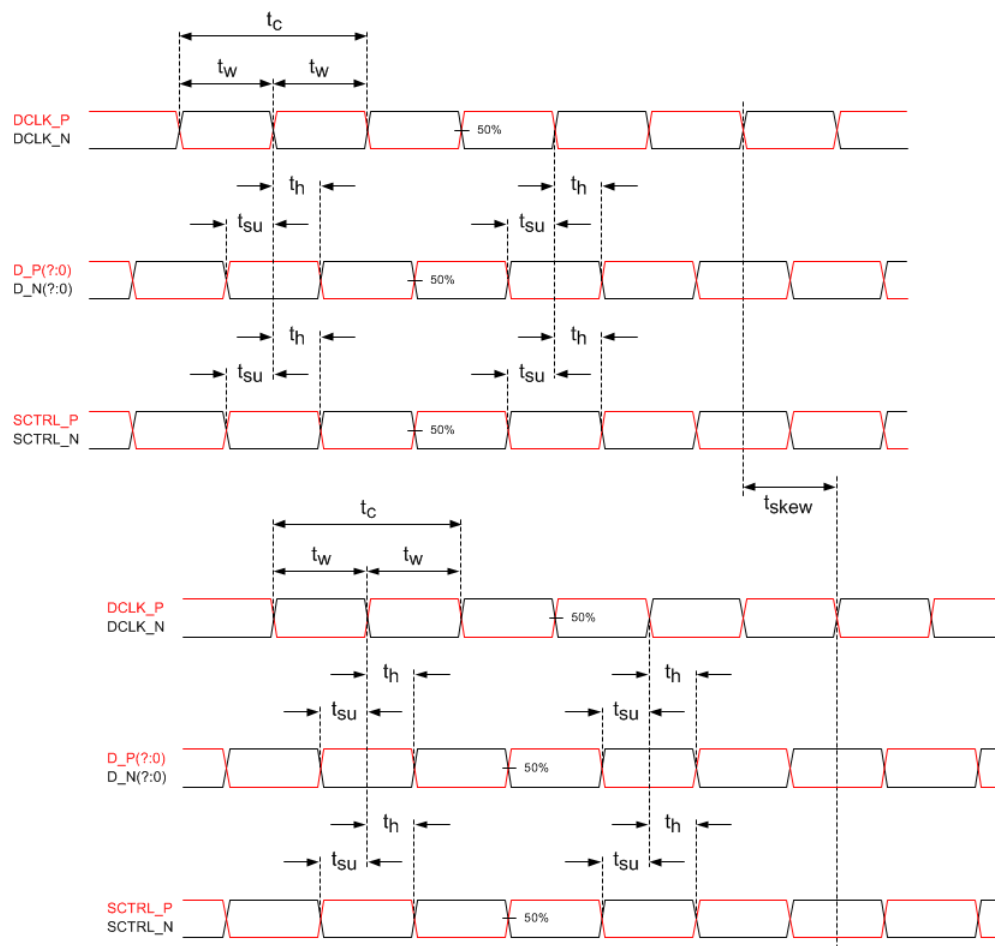 tc
tw tw
DCLK_P
DCLK_N
50%
th th
tsu tsu
D_P(?:0)
D_N(?:0)
50%
th th
tsu tsu
SCTRL_P
SCTRL_N
50%
tskew
tc
tw tw
DCLK_P
DCLK_N
50%
th th
tsu tsu
D_P(?:0)
D_N(?:0)
50%
th th
tsu tsu
SCTRL_P
SCTRL_N
50%